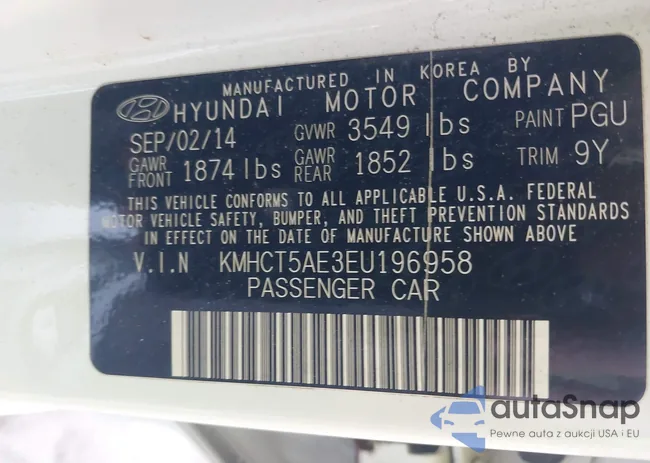 MANUFACTURED IN KOREA BY
HYUNDAI MOTOR COMPANY
SEP/02/14 GVWR 3549 lbs PAINT PGU
GAWR FRONT 1874 lbs GAWR REAR 1852 lbs TRIM 9Y
THIS VEHICLE CONFORMS TO ALL APPLICABLE U.S.A. FEDERAL
MOTOR VEHICLE SAFETY, BUMPER, AND THEFT PREVENTION STANDARDS
IN EFFECT ON THE DATE OF MANUFACTURE SHOWN ABOVE
V.I.N KMHCT5AE3EU196958
PASSENGER CAR
autaSnap
Pewne auta z aukcji USA i EU